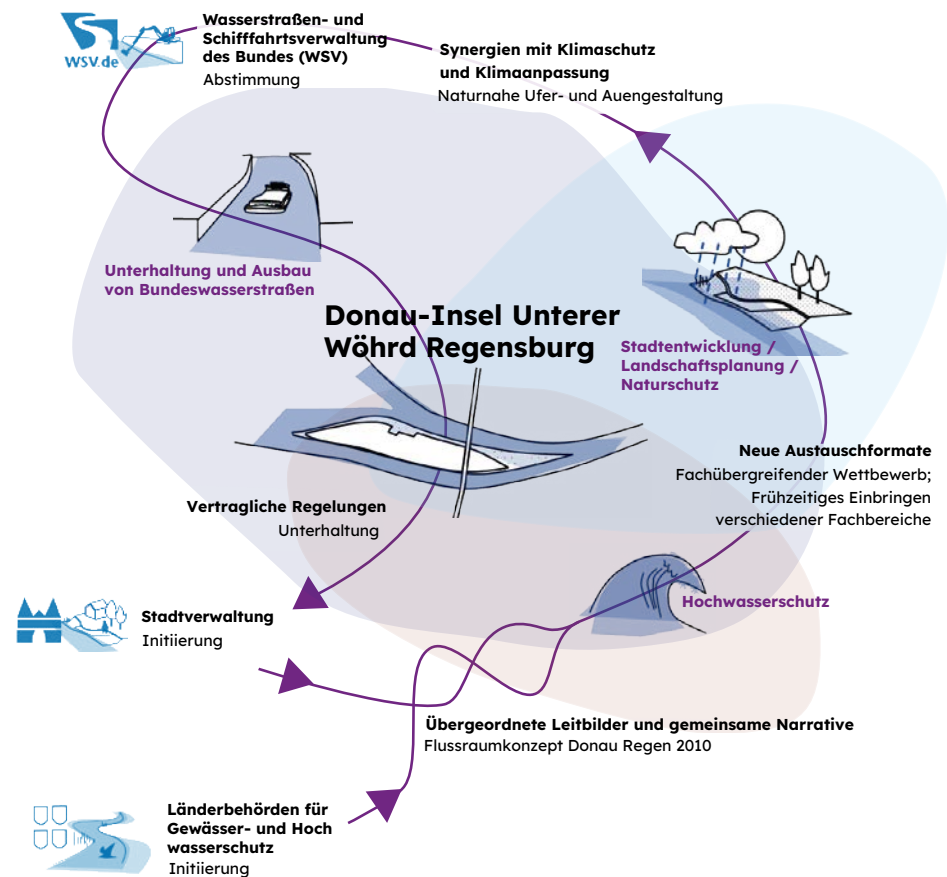 WSV.de
Wasserstraßen- und
Schifffahrtsverwaltung
des Bundes (WSV)
Abstimmung
Synergien mit Klimaschutz
und Klimaanpassung
Naturnahe Ufer- und Auengestaltung
Unterhaltung und Ausbau
von Bundeswasserstraßen
Donau-Insel Unterer
Wöhrd Regensburg
Stadtentwicklung /
Landschaftsplanung /
Naturschutz
Neue Austauschformate
Fachübergreifender Wettbewerb;
Frühzeitiges Einbringen
verschiedener Fachbereiche
Vertragliche Regelungen
Unterhaltung
Hochwasserschutz
Stadtverwaltung
Initiierung
Übergeordnete Leitbilder und gemeinsame Narrative
Flussraumkonzept Donau Regen 2010
Länderbehörden für
Gewässer- und Hoch
wasserschutz
Initiierung